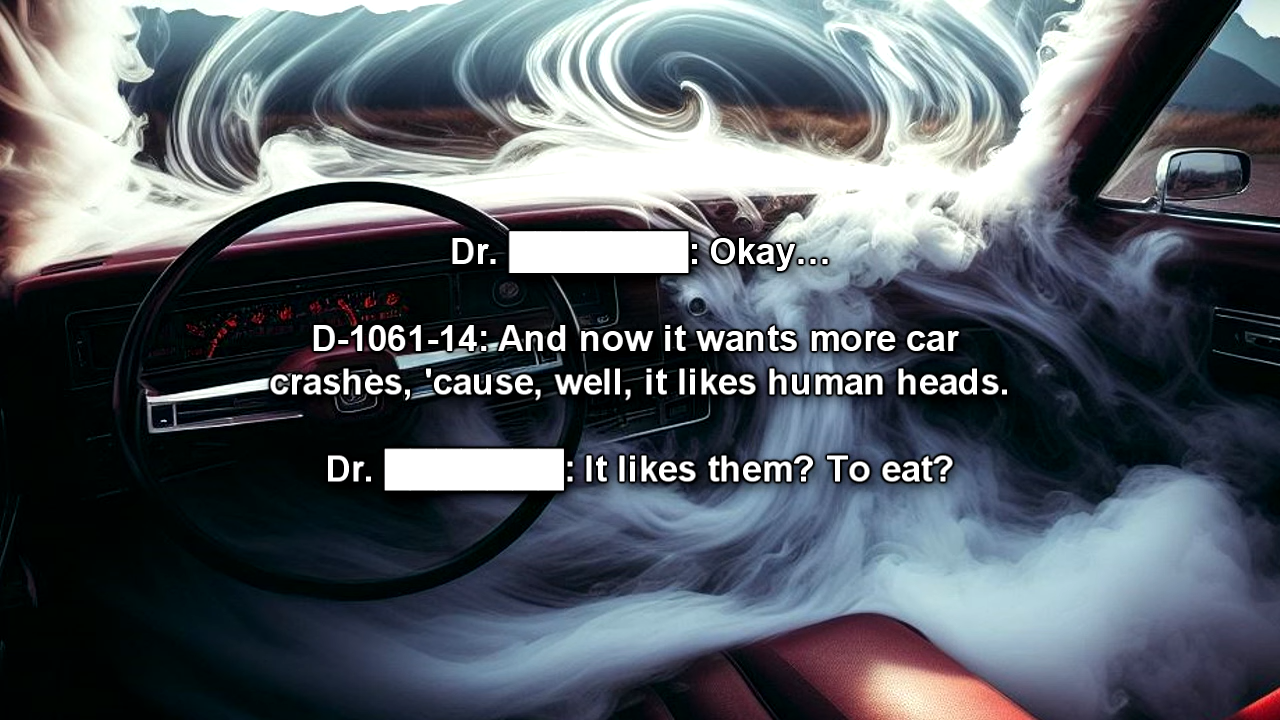 Dr. ████████: Okay…
D-1061-14: And now it wants more car
crashes, 'cause, well, it likes human heads.
Dr. ████████: It likes them? To eat?